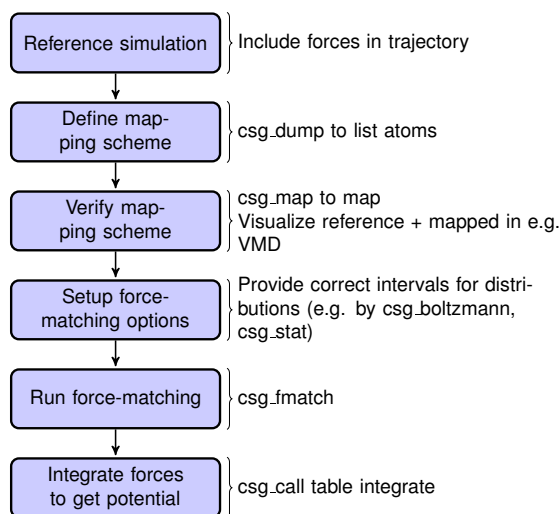 Reference simulation
Include forces in trajectory
Define map-
ping scheme
csg_dump to list atoms
Verify map-
ping scheme
csg_map to map
Visualize reference + mapped in e.g.
VMD
Setup force-
matching options
Provide correct intervals for distri-
butions (e.g. by csg_boltzmann,
csg_stat)
Run force-matching
csg_fmatch
Integrate forces
to get potential
csg_call table integrate